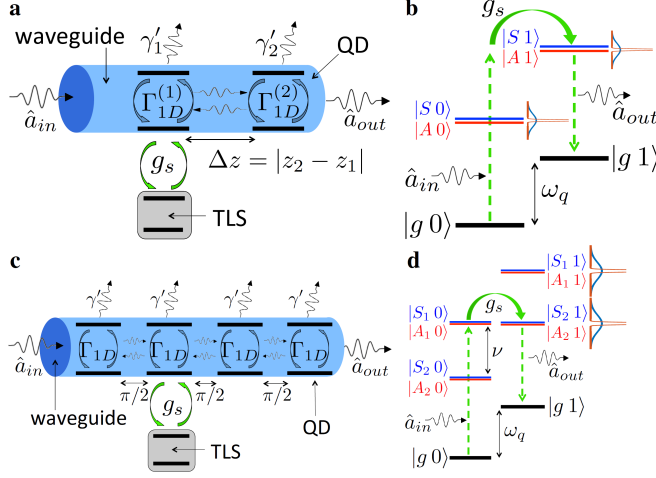 a
waveguide
γ′₁
γ′₂
QD
Γ₁D⁽¹⁾
Γ₁D⁽²⁾
â_in
â_out
g_s
Δz = |z₂ − z₁|
TLS
b
g_s
|S 1⟩
|A 1⟩
|S 0⟩
|A 0⟩
â_out
â_in
|g 1⟩
ω_q
|g 0⟩
c
γ′ γ′ γ′ γ′
Γ₁D Γ₁D Γ₁D Γ₁D
â_in
â_out
π/2 π/2 π/2
waveguide
g_s
QD
TLS
d
|S₁ 1⟩
|A₁ 1⟩
g_s
|S₁ 0⟩
|A₁ 0⟩
|S₂ 1⟩
|A₂ 1⟩
ν
|S₂ 0⟩
|A₂ 0⟩
â_out
â_in
|g 1⟩
ω_q
|g 0⟩